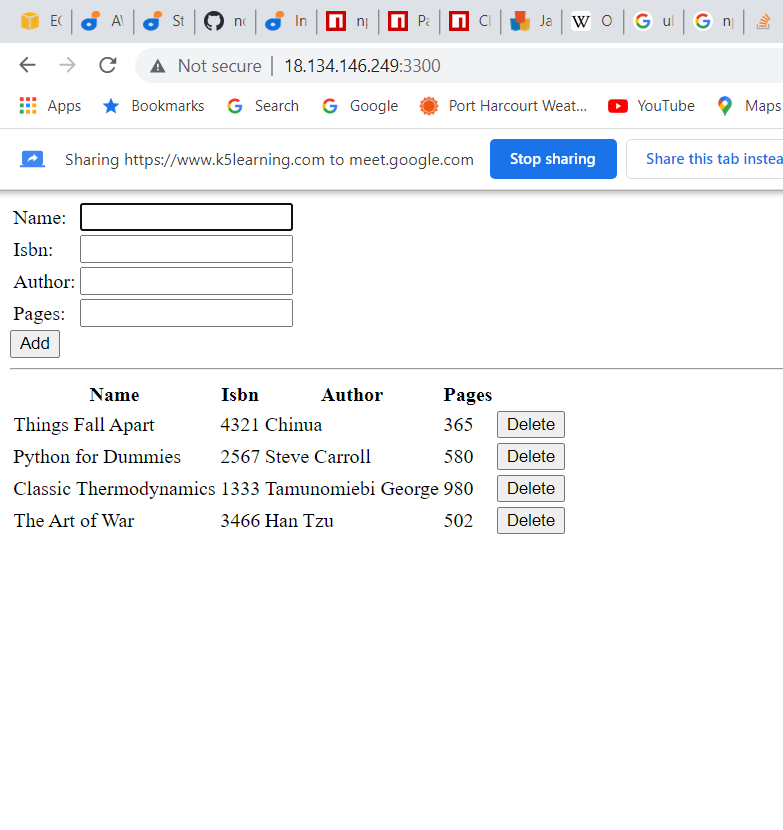 EC AV St nc In np Pa Cl Ja O ul np
Not secure | 18.134.146.249:3300
Apps Bookmarks Search Google Port Harcourt Weat... YouTube Maps
Sharing https://www.k5learning.com to meet.google.com Stop sharing Share this tab instea
Name:
Isbn:
Author:
Pages:
Add
Name Isbn Author Pages
Things Fall Apart 4321 Chinua 365 Delete
Python for Dummies 2567 Steve Carroll 580 Delete
Classic Thermodynamics 1333 Tamunomiebi George 980 Delete
The Art of War 3466 Han Tzu 502 Delete